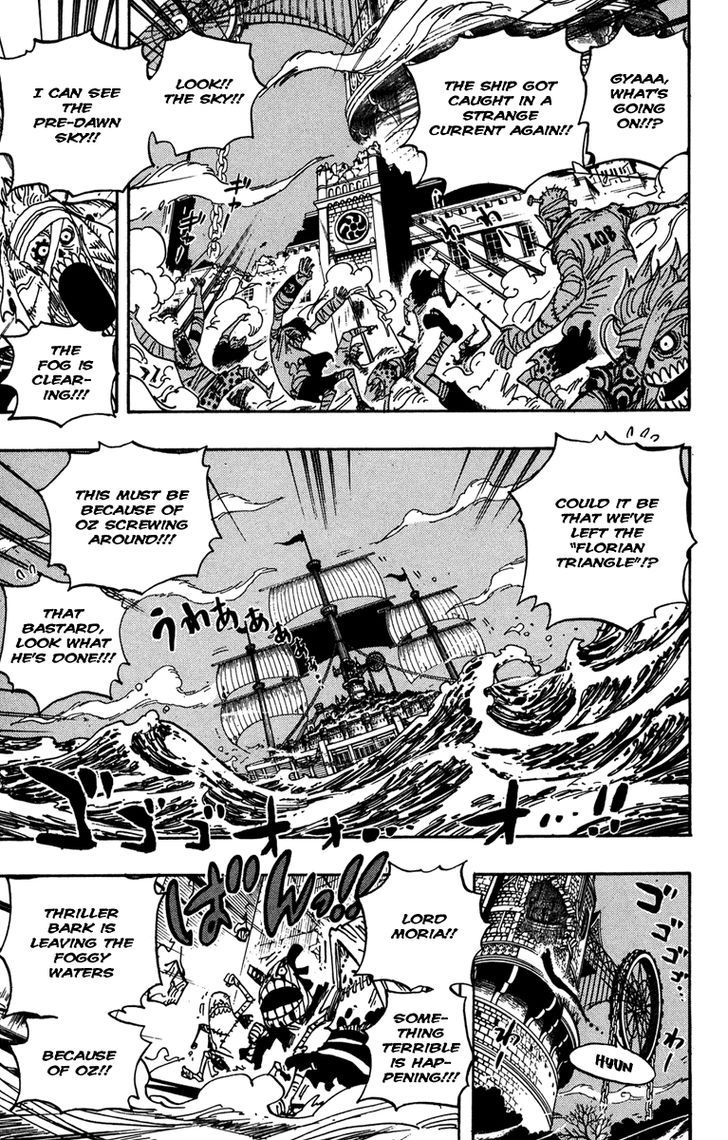 GYAAA,
WHAT'S
GOING
ON!!?
THE SHIP GOT
CAUGHT IN A
STRANGE
CURRENT AGAIN!!
LOOK!!
THE SKY!!
I CAN SEE
THE
PRE-DAWN
SKY!!
LOB
THE
FOG IS
CLEAR-
ING!!!
COULD IT BE
THAT WE'VE
LEFT THE
"FLORIAN
TRIANGLE"!?
THIS MUST BE
BECAUSE OF
OZ SCREWING
AROUND!!!
THAT
BASTARD,
LOOK WHAT
HE'S DONE!!!
うわああああ...
ゴゴゴゴオォ...オォ!!
ゴゴゴ...
HYUN
ばんっ!!
LORD
MORIA!!
SOME-
THING
TERRIBLE
IS HAP-
PENING!!!
THRILLER
BARK IS
LEAVING THE
FOGGY
WATERS
BECAUSE
OF OZ!!